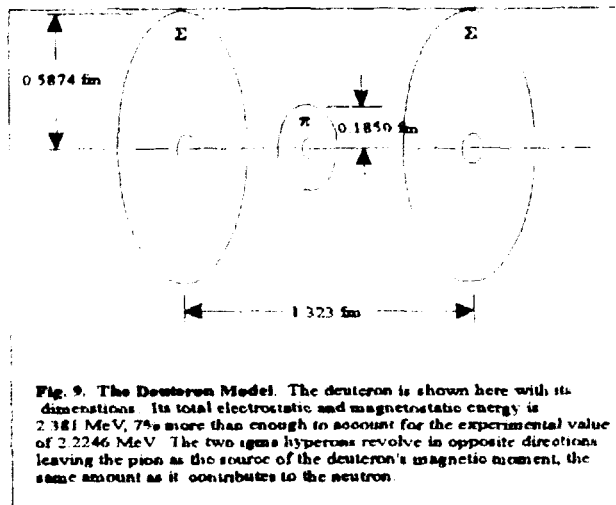 Σ Σ
0.5874 fm
π
0.1850 fm
1.323 fm
Fig. 9. The Deuteron Model. The deuteron is shown here with its
dimenstions. Its total electrostatic and magnetostatic energy is
2.381 MeV, 7% more than enough to account for the experimental value
of 2.2246 MeV. The two hyperons revolve in opposite directions
leaving the pion as the source of the deuteron's magnetic moment, the
same amount as it contributes to the neutron.